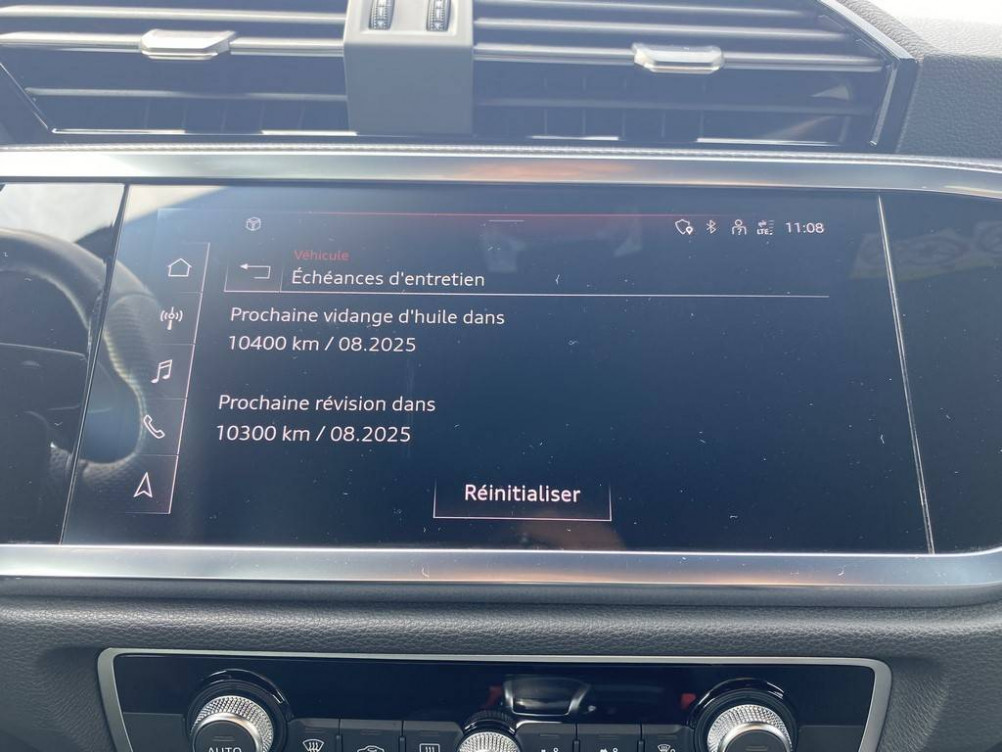 LTE
11:08
Véhicule
Échéances d'entretien
Prochaine vidange d'huile dans
10400 km / 08.2025
Prochaine révision dans
10300 km / 08.2025
Réinitialiser
AUTO